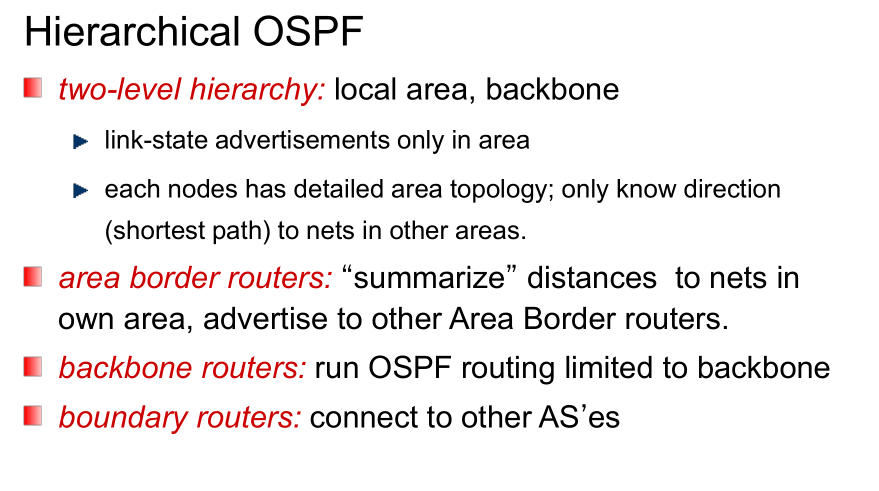 Hierarchical OSPF
two-level hierarchy: local area, backbone
link-state advertisements only in area
each nodes has detailed area topology; only know direction
(shortest path) to nets in other areas.
area border routers: “summarize” distances to nets in
own area, advertise to other Area Border routers.
backbone routers: run OSPF routing limited to backbone
boundary routers: connect to other AS’es